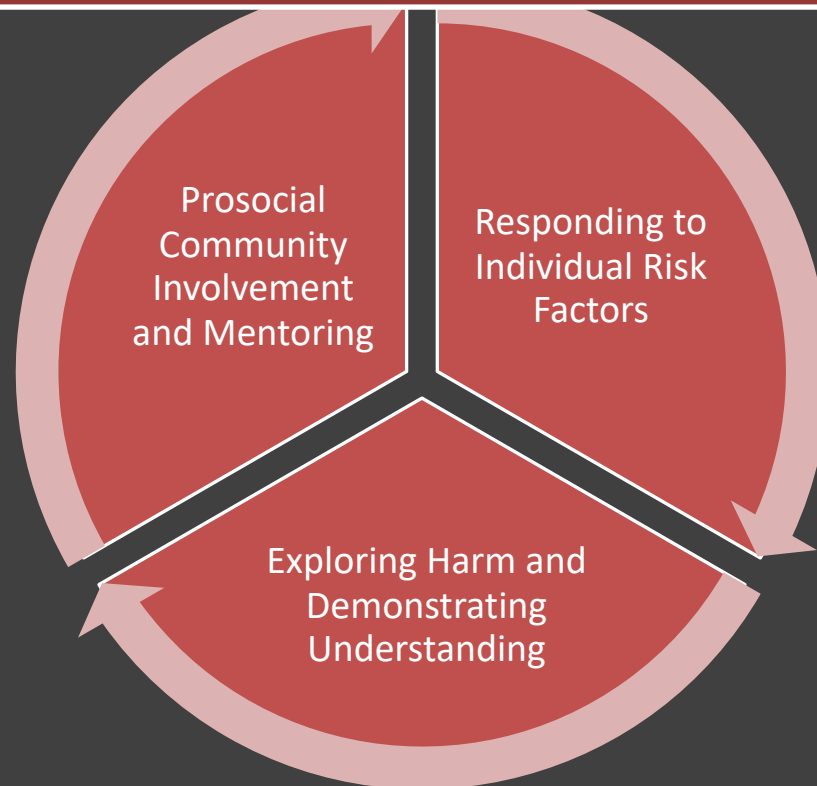 Prosocial
Community
Involvement
and Mentoring
Responding to
Individual Risk
Factors
Exploring Harm and
Demonstrating
Understanding